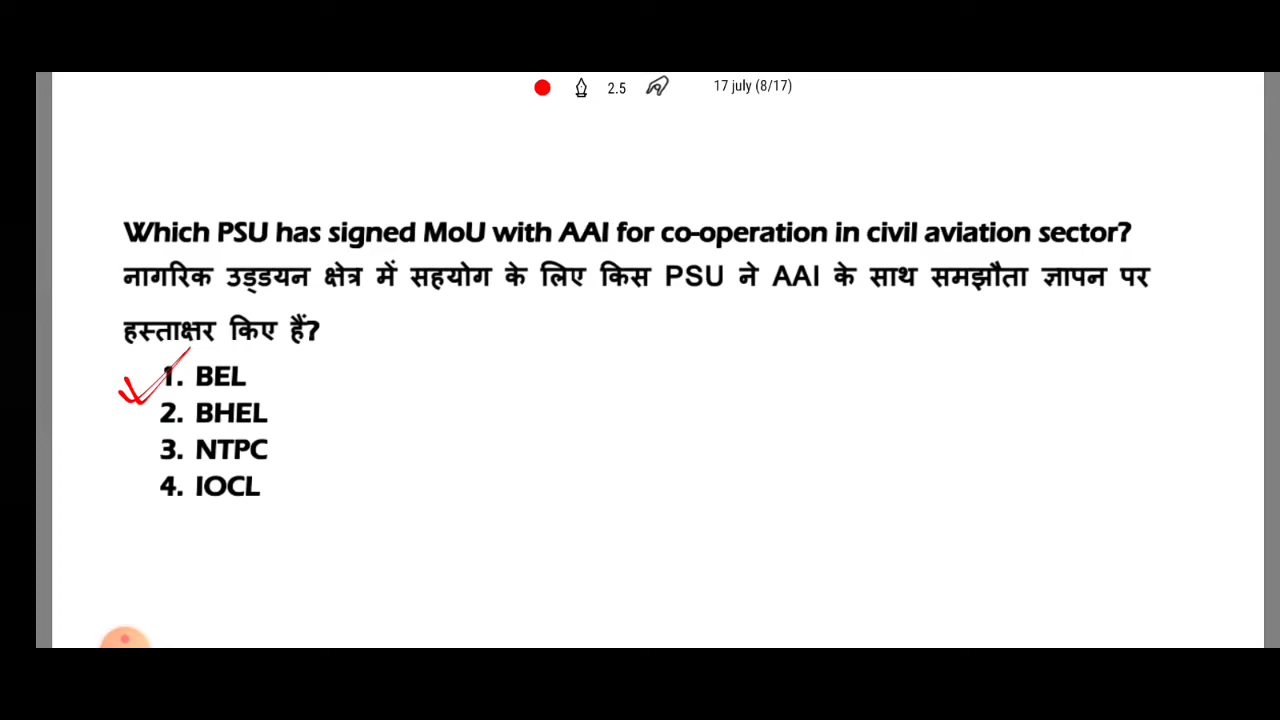 2.5 17 july (8/17)
Which PSU has signed MoU with AAI for co-operation in civil aviation sector?
नागरिक उड्डयन क्षेत्र में सहयोग के लिए किस PSU ने AAI के साथ समझौता ज्ञापन पर
हस्ताक्षर किए हैं?
1. BEL
2. BHEL
3. NTPC
4. IOCL